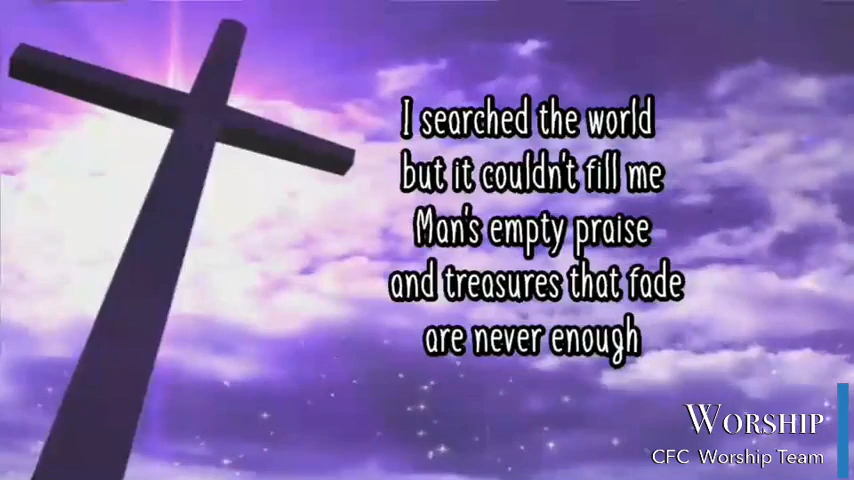 I searched the world
but it couldn't fill me
Man's empty praise
and treasures that fade
are never enough
WORSHIP
CFC Worship Team